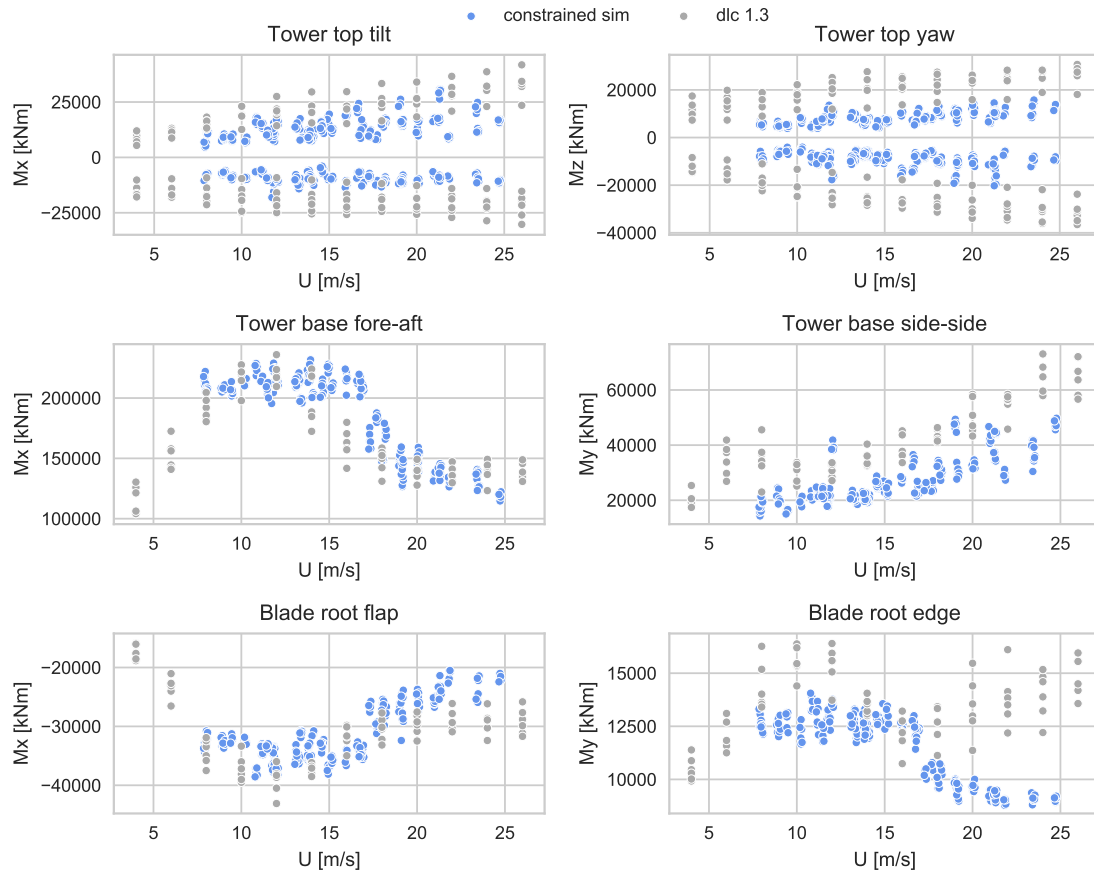 constrained sim dlc 1.3
Tower top tilt Tower top yaw
25000
0
−25000
Mx [kNm]
5 10 15 20 25
U [m/s]
20000
0
−20000
−40000
Mz [kNm]
5 10 15 20 25
U [m/s]
Tower base fore-aft Tower base side-side
200000
150000
100000
Mx [kNm]
5 10 15 20 25
U [m/s]
60000
40000
20000
My [kNm]
5 10 15 20 25
U [m/s]
Blade root flap Blade root edge
−20000
−30000
−40000
Mx [kNm]
5 10 15 20 25
U [m/s]
15000
12500
10000
My [kNm]
5 10 15 20 25
U [m/s]